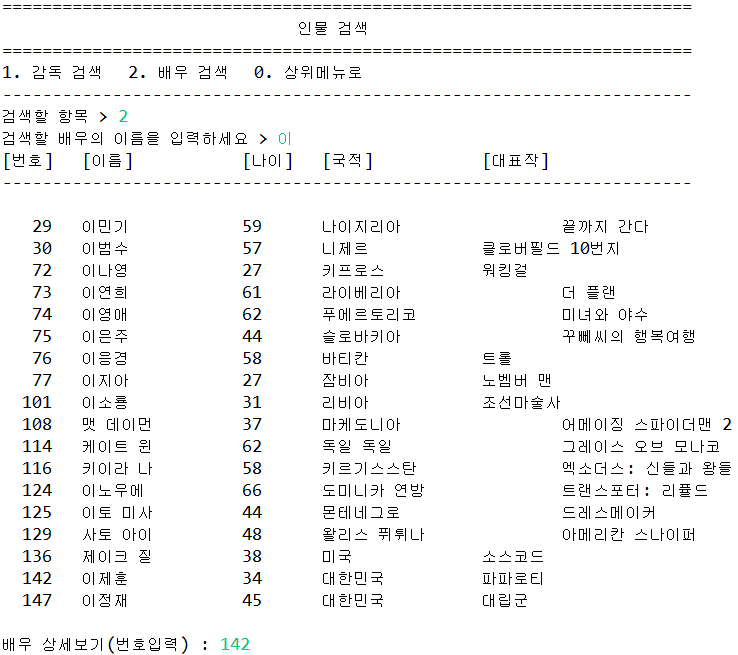 =====================================================================
인물 검색
=====================================================================
1. 감독 검색 2. 배우 검색 0. 상위메뉴로
---------------------------------------------------------------------
검색할 항목 > 2
검색할 배우의 이름을 입력하세요 > 이
[번호] [이름] [나이] [국적] [대표작]
---------------------------------------------------------------------
29 이민기 59 나이지리아 끝까지 간다
30 이범수 57 니제르 클로버필드 10번지
72 이나영 27 키프로스 워킹걸
73 이연희 61 라이베리아 더 플랜
74 이영애 62 푸에르토리코 미녀와 야수
75 이은주 44 슬로바키아 꾸뻬씨의 행복여행
76 이응경 58 바티칸 트롤
77 이지아 27 잠비아 노벰버 맨
101 이소룡 31 리비아 조선마술사
108 맷 데이먼 37 마케도니아 어메이징 스파이더맨 2
114 케이트 윈 62 독일 독일 그레이스 오브 모나코
116 키이라 나 58 키르기스스탄 엑소더스: 신들과 왕들
124 이노우에 66 도미니카 연방 트랜스포터: 리퓰드
125 이토 미사 44 몬테네그로 드레스메이커
129 사토 아이 48 왈리스 퓌튀나 아메리칸 스나이퍼
136 제이크 질 38 미국 소스코드
142 이제훈 34 대한민국 파파로티
147 이정재 45 대한민국 대립군
배우 상세보기(번호입력) : 142